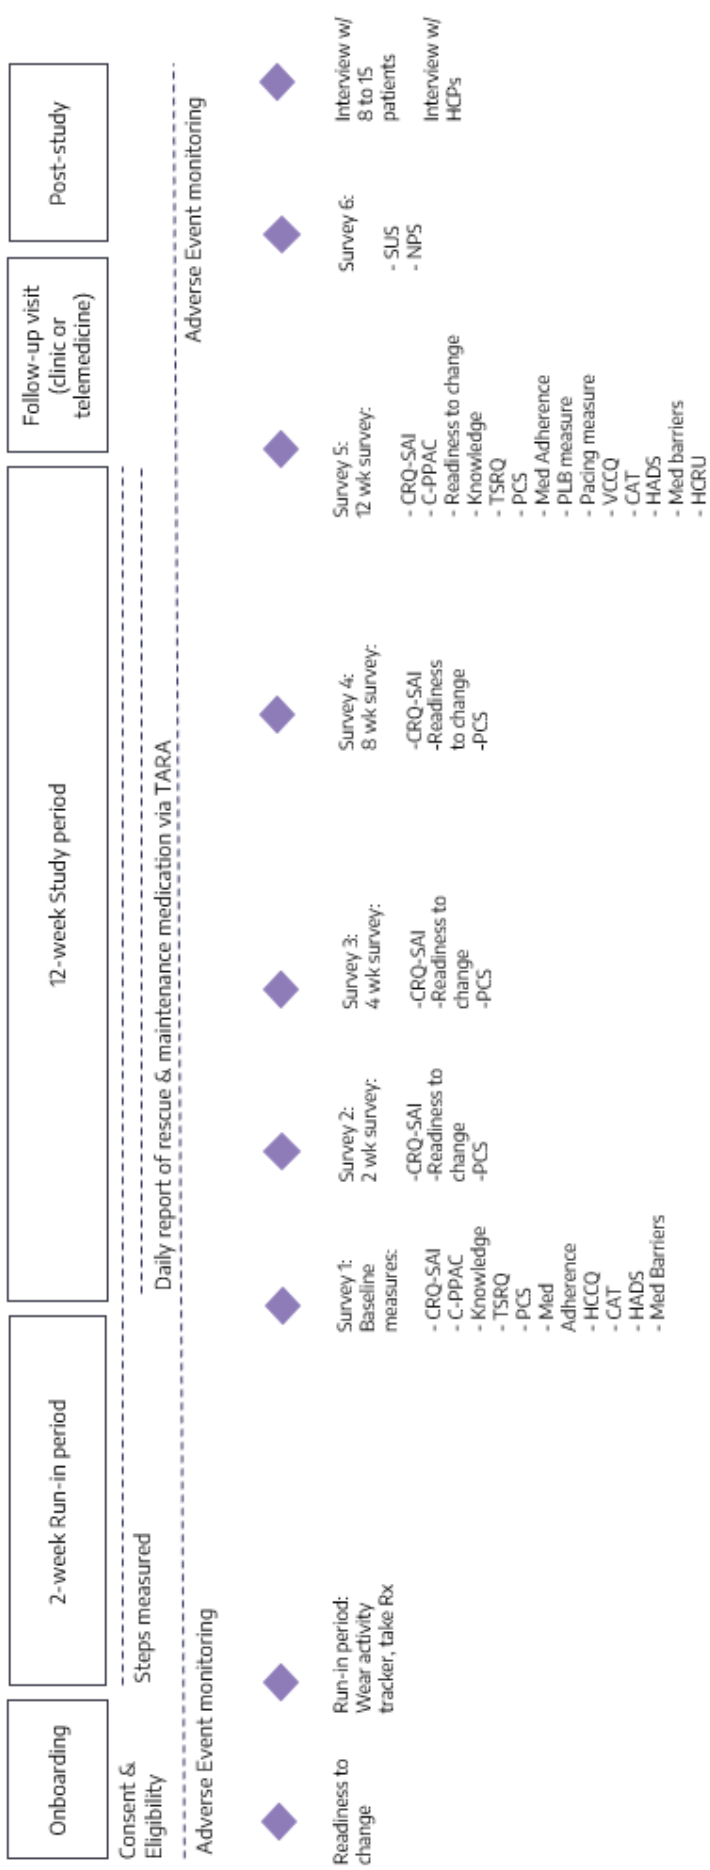 Onboarding
2-week Run-in period
12-week Study period
Follow-up visit
(clinic or
telemedicine)
Post-study
Consent &
Eligibility
Steps measured
Daily report of rescue & maintenance medication via TARA
Adverse Event monitoring
Adverse Event monitoring
Readiness to
change
Run-in period:
Wear activity
tracker, take Rx
Survey 1:
Baseline
measures:
- CRQ-SAI
- C-PPAC
- Knowledge
- TSRQ
- PCS
- Med
Adherence
- HCCQ
- CAT
- HADS
- Med Barriers
Survey 2:
2 wk survey:
-CRQ-SAI
-Readiness to
change
-PCS
Survey 3:
4 wk survey:
-CRQ-SAI
-Readiness to
change
-PCS
Survey 4:
8 wk survey:
-CRQ-SAI
-Readiness
to change
-PCS
Survey 5:
12 wk survey:
- CRQ-SAI
- C-PPAC
- Readiness to change
- Knowledge
- TSRQ
- PCS
- Med Adherence
- PLB measure
- Pacing measure
- VCCQ
- CAT
- HADS
- Med barriers
- HCRU
Survey 6:
- SUS
- NPS
Interview w/
8 to 15
patients
Interview w/
HCPs